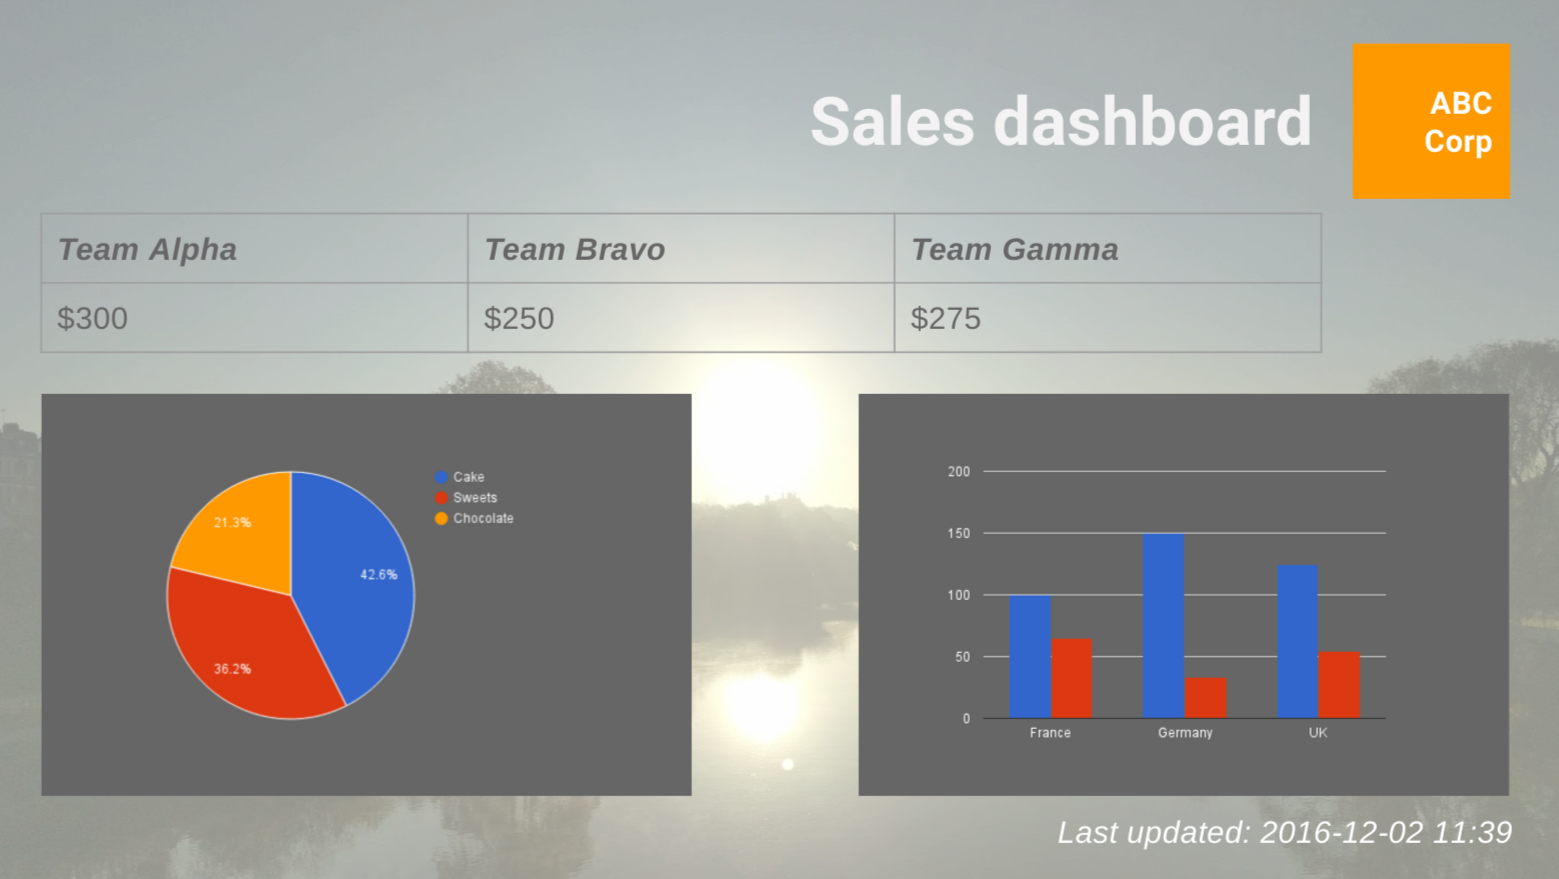 Sales dashboard
ABC
Corp
Team Alpha Team Bravo Team Gamma
$300 $250 $275
Cake
Sweets
Chocolate
21.3%
42.6%
36.2%
200
150
100
50
0
France Germany UK
Last updated: 2016-12-02 11:39